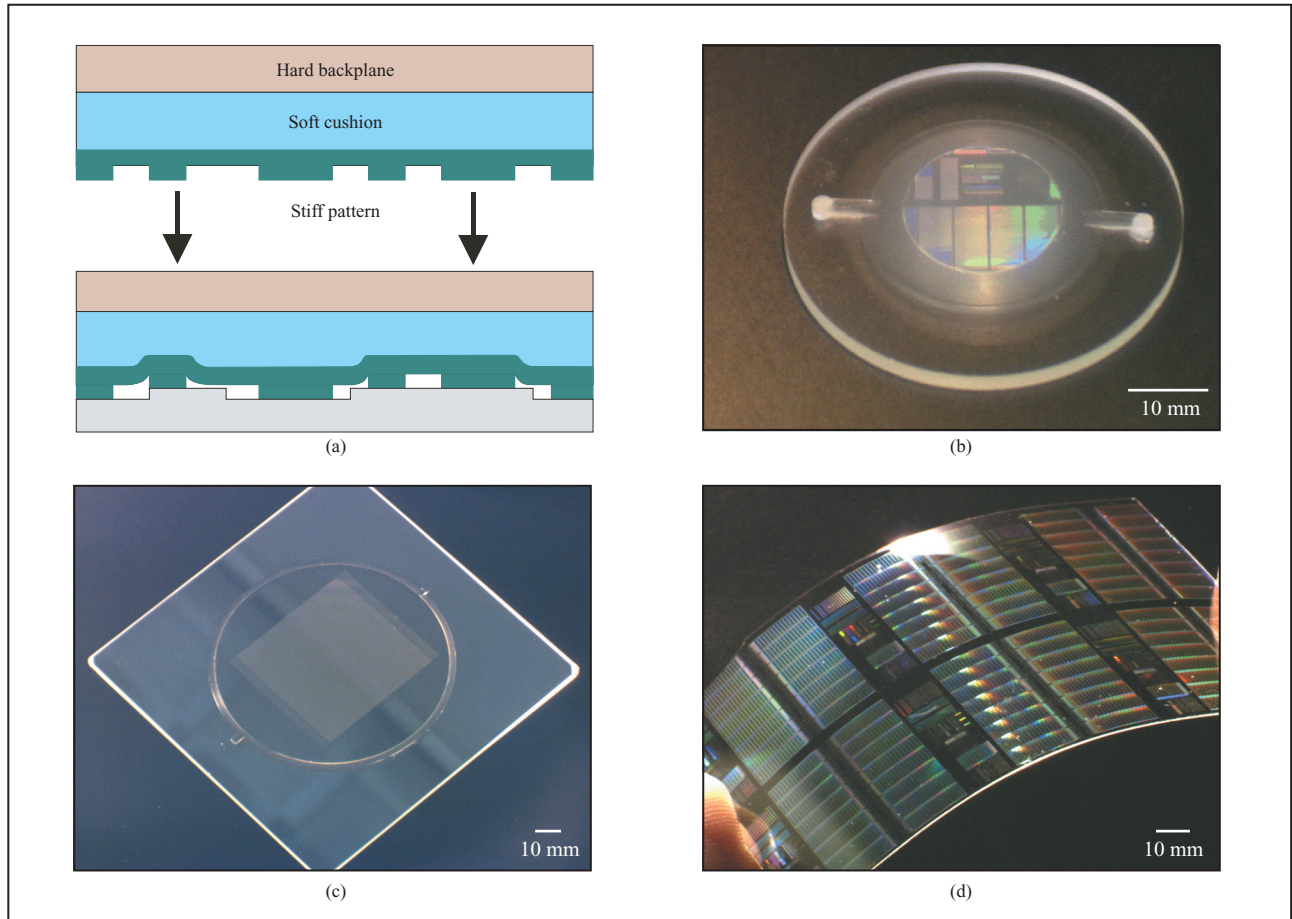 Hard backplane
Soft cushion
Stiff pattern
(a)
10 mm
(b)
10 mm
(c)
10 mm
(d)